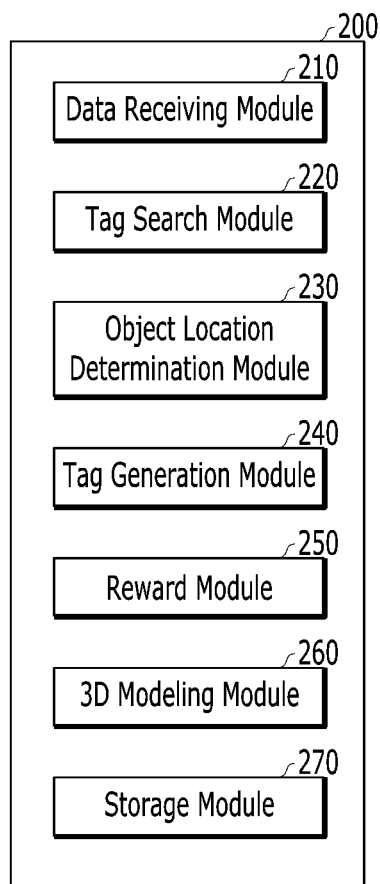 200
210
Data Receiving Module
220
Tag Search Module
230
Object Location
Determination Module
240
Tag Generation Module
250
Reward Module
260
3D Modeling Module
270
Storage Module